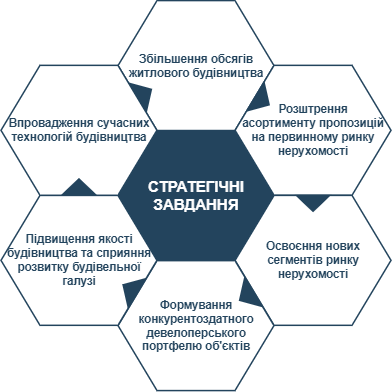 Збільшення обсягів
житлового будівництва
Розштрення
асортименту пропозицій
на первинному ринку
нерухомості
Освоєння нових
сегментів ринку
нерухомості
Формування
конкурентоздатного
девелоперського
портфелю об'єктів
Підвищення якості
будівництва та сприяння
розвитку будівельної
галузі
Впровадження сучасних
технологій будівництва
СТРАТЕГІЧНІ
ЗАВДАННЯ